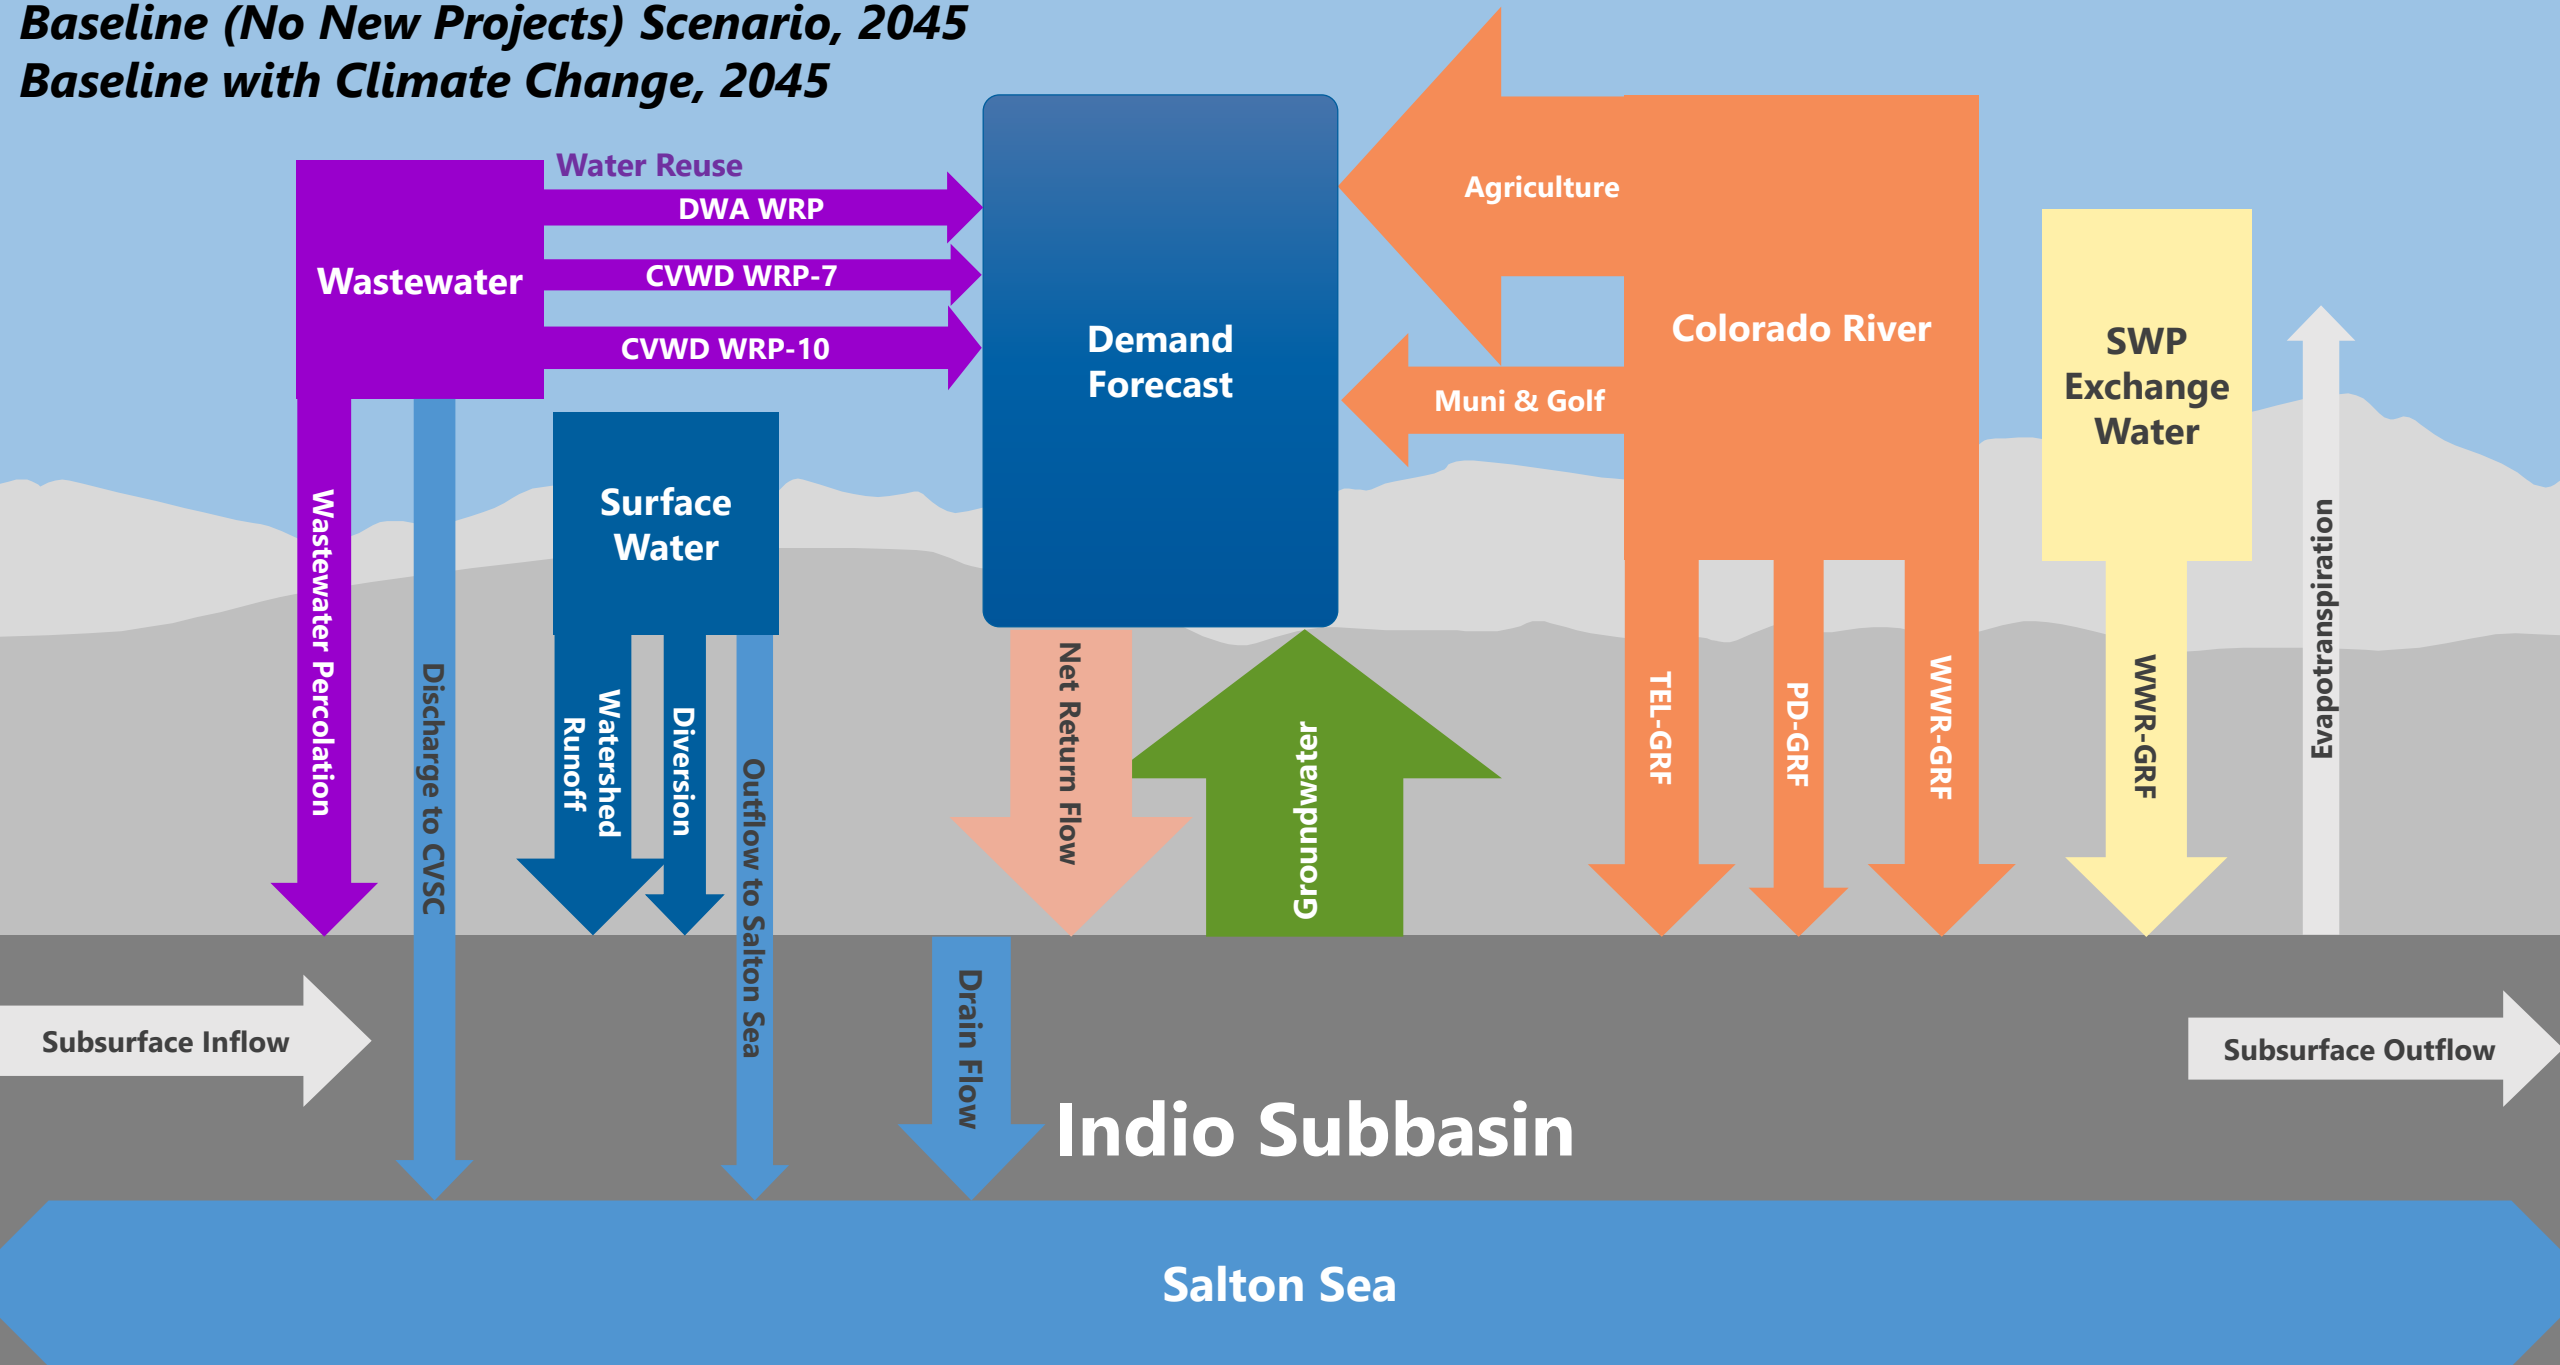 Baseline (No New Projects) Scenario, 2045
Baseline with Climate Change, 2045
Water Reuse
DWA WRP
CVWD WRP-7
CVWD WRP-10
Wastewater
Wastewater Percolation
Discharge to CVSC
Surface
Water
Watershed
Runoff
Diversion
Outflow to Salton Sea
Demand
Forecast
Net Return Flow
Groundwater
Drain Flow
Agriculture
Muni & Golf
Colorado River
TEL-GRF
PD-GRF
WWR-GRF
SWP
Exchange
Water
WWR-GRF
Evapotranspiration
Subsurface Inflow
Subsurface Outflow
Indio Subbasin
Salton Sea